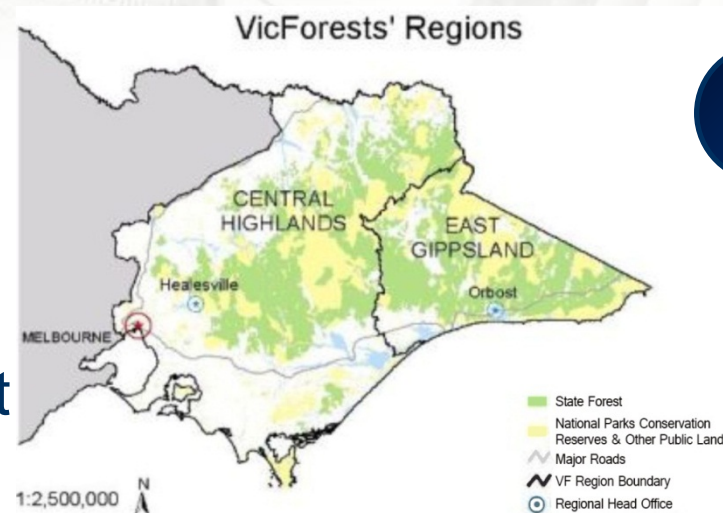 VicForests' Regions
CENTRAL
HIGHLANDS
EAST
GIPPSLAND
Healesville
Orbost
MELBOURNE
t
State Forest
National Parks Conservation
Reserves & Other Public Land
Major Roads
VF Region Boundary
Regional Head Office
1:2,500,000
N